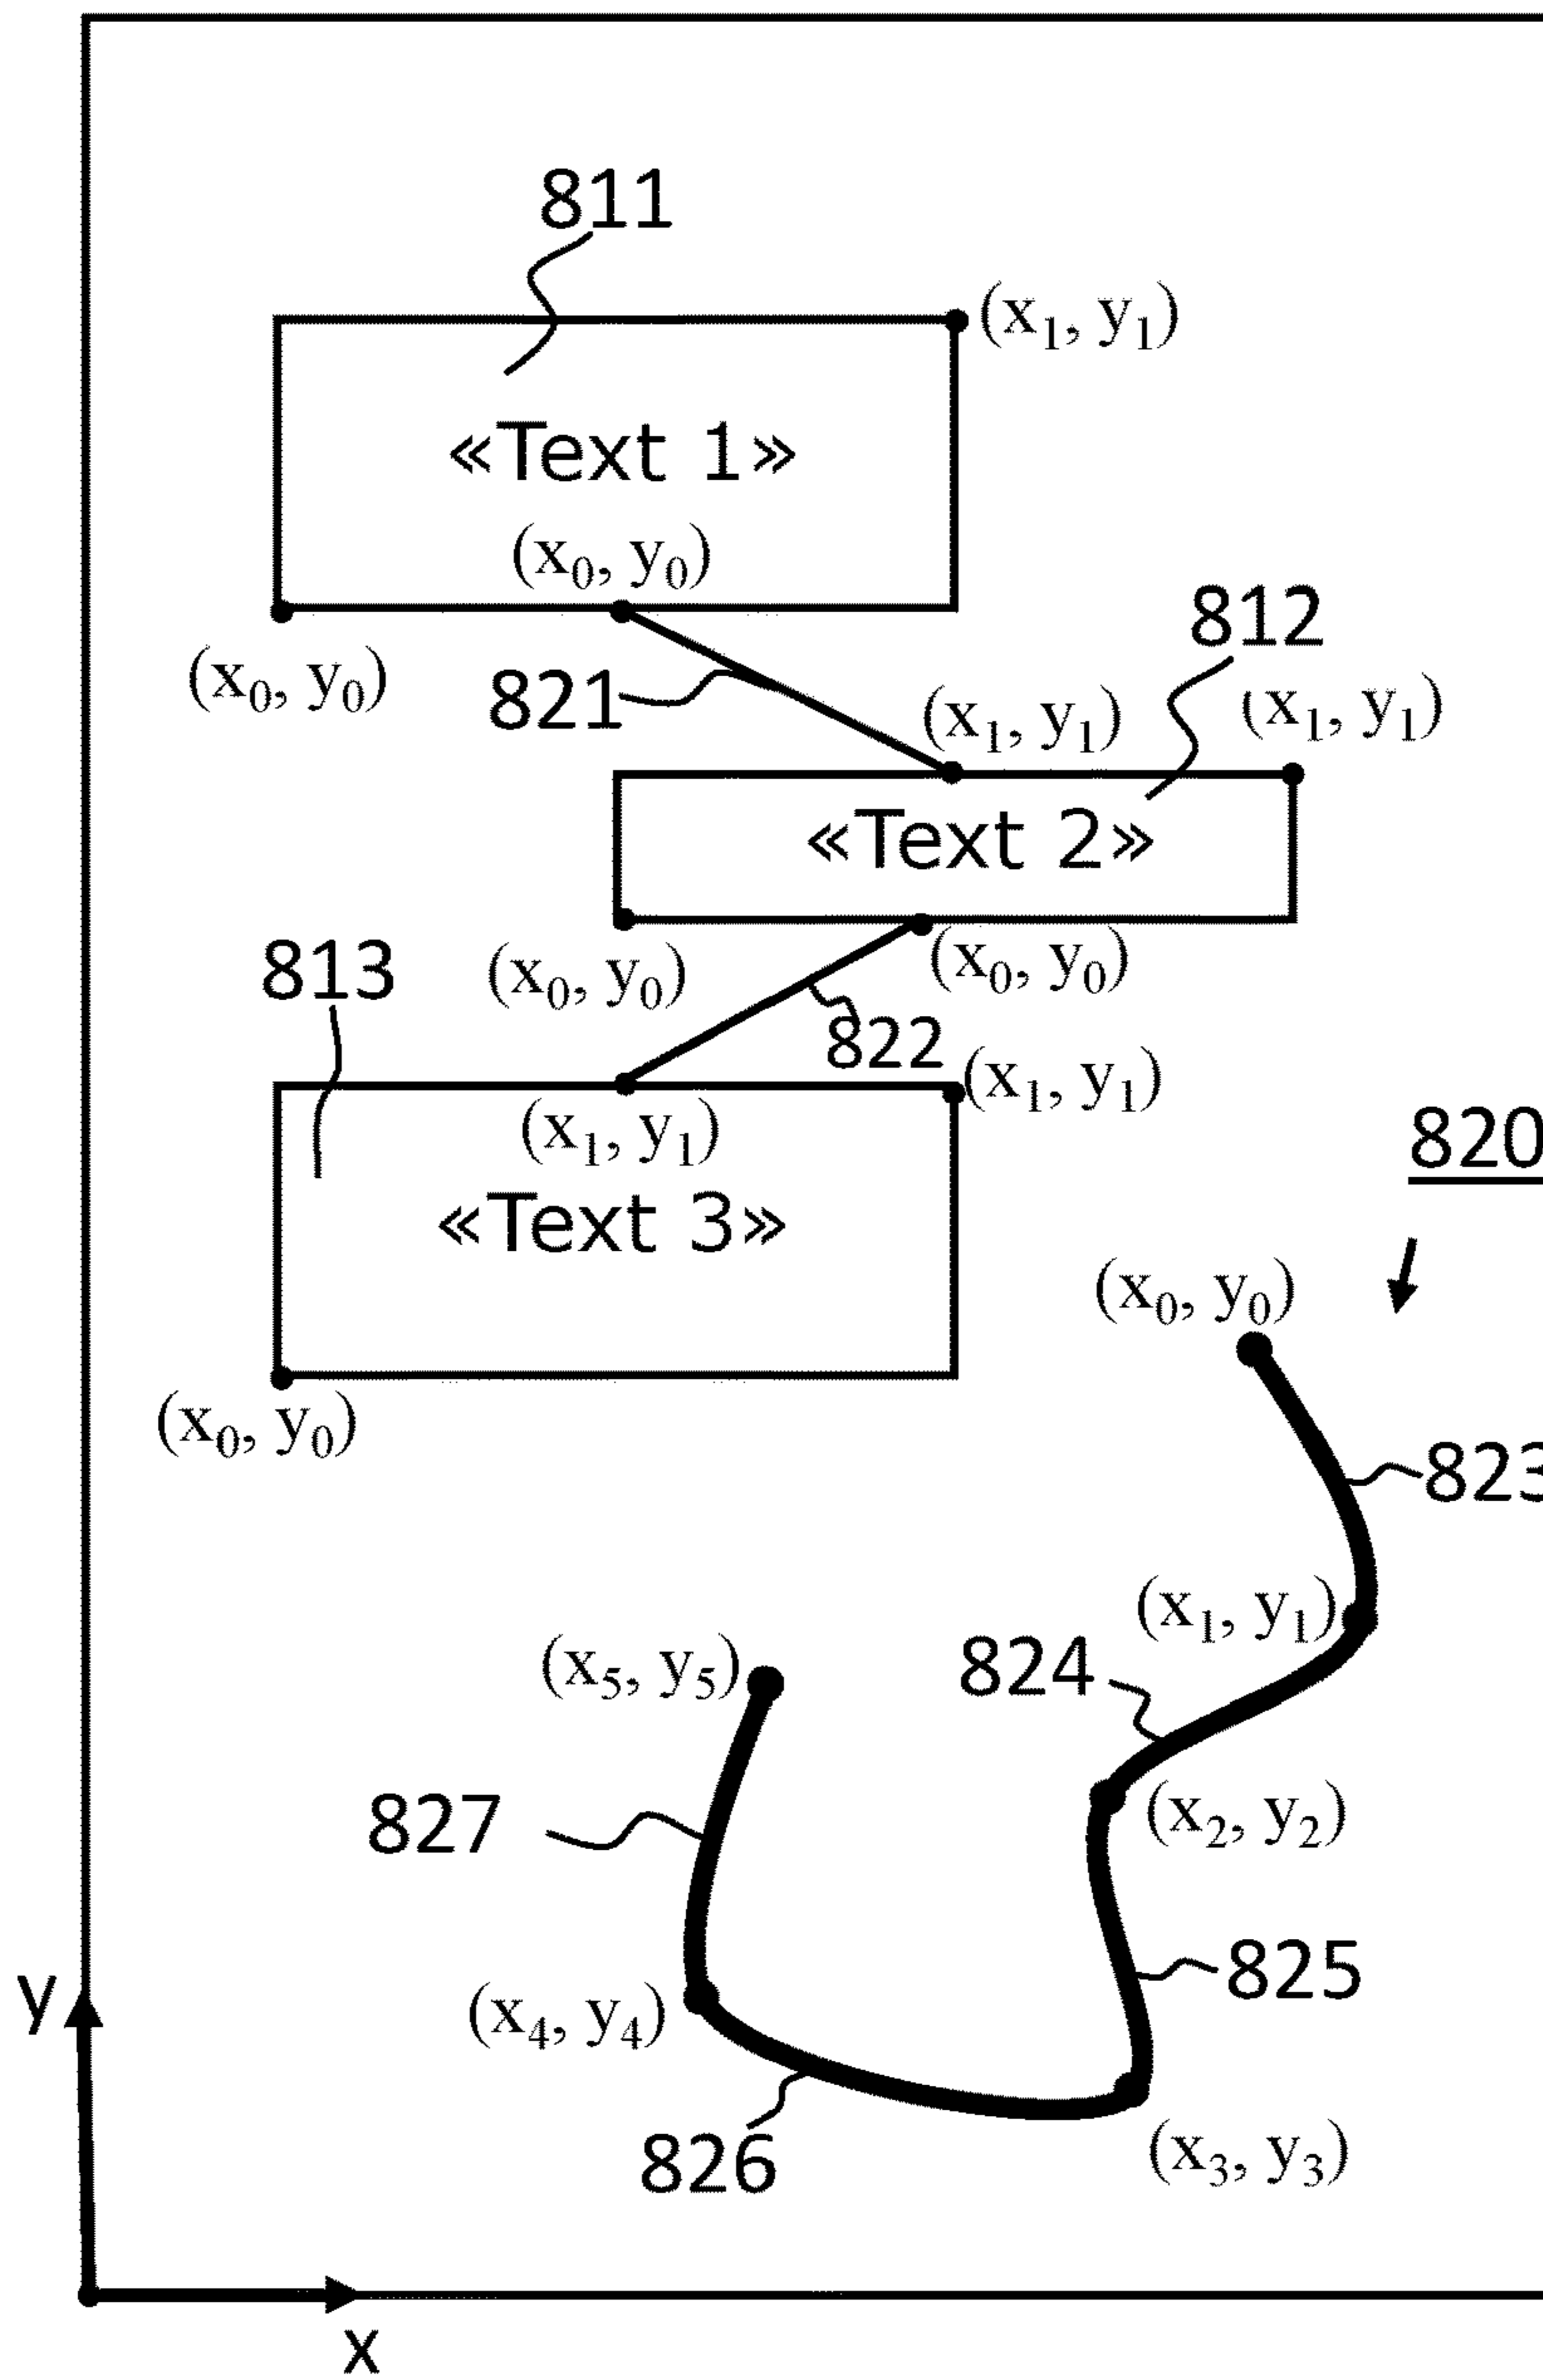 811
(x₁, y₁)
«Text 1»
(x₀, y₀)
(x₀, y₀)
821
812
(x₁, y₁)
(x₁, y₁)
«Text 2»
(x₀, y₀)
(x₀, y₀)
813
822
(x₁, y₁)
(x₁, y₁)
«Text 3»
(x₀, y₀)
820
(x₀, y₀)
823
(x₁, y₁)
824
(x₅, y₅)
(x₂, y₂)
827
825
(x₄, y₄)
826
(x₃, y₃)
y
x